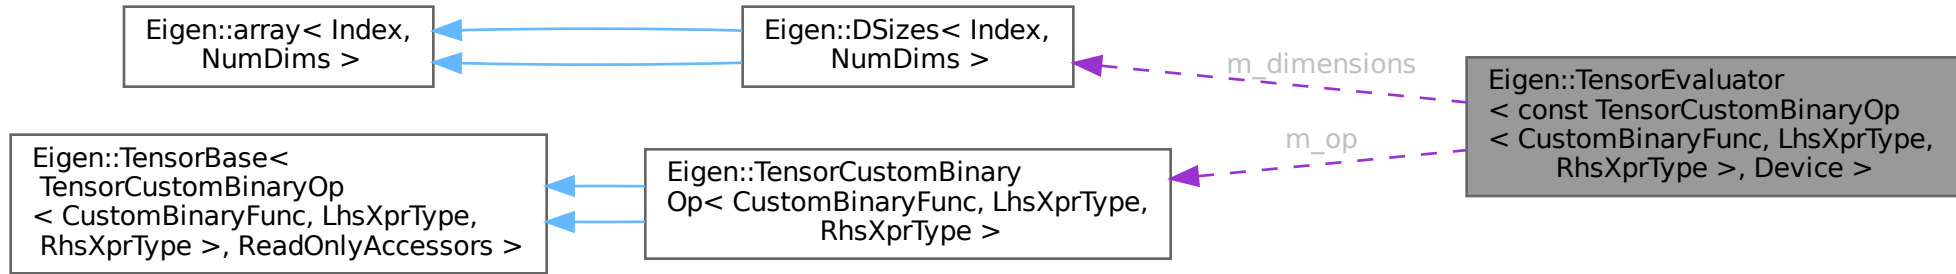 Eigen::array< Index,
NumDims >
Eigen::DSizes< Index,
NumDims >
m_dimensions
Eigen::TensorEvaluator
< const TensorCustomBinaryOp
< CustomBinaryFunc, LhsXprType,
RhsXprType >, Device >
Eigen::TensorBase<
TensorCustomBinaryOp
< CustomBinaryFunc, LhsXprType,
RhsXprType >, ReadOnlyAccessors >
Eigen::TensorCustomBinary
Op< CustomBinaryFunc, LhsXprType,
RhsXprType >
m_op